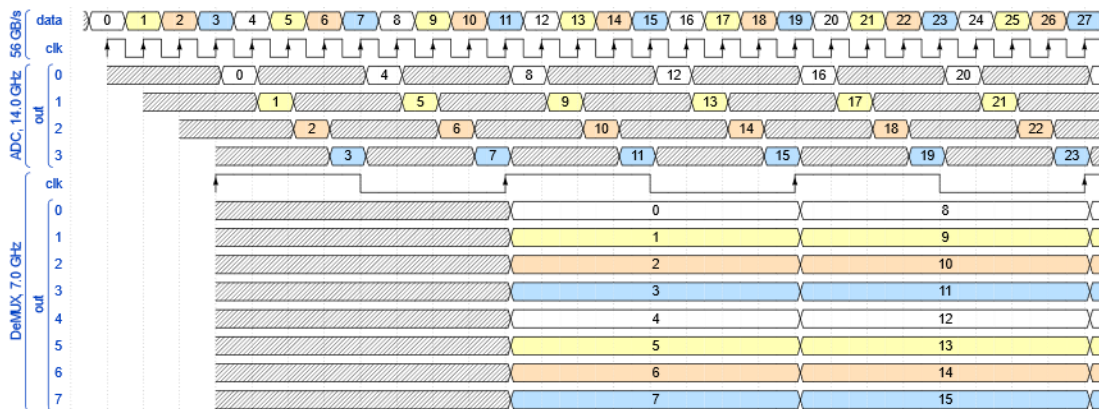 56 GB/s
data 0 1 2 3 4 5 6 7 8 9 10 11 12 13 14 15 16 17 18 19 20 21 22 23 24 25 26 27
clk
ADC, 14.0 GHz
out
0 0 4 8 12 16 20
1 1 5 9 13 17 21
2 2 6 10 14 18 22
3 3 7 11 15 19 23
DeMUX, 7.0 GHz
clk
out
0 0 8
1 1 9
2 2 10
3 3 11
4 4 12
5 5 13
6 6 14
7 7 15